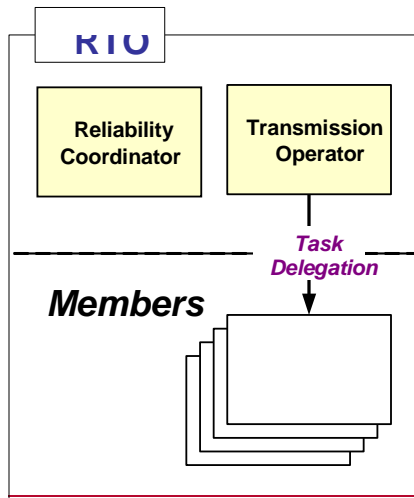 RTO
Reliability
Coordinator
Transmission
Operator
Task
Delegation
Members